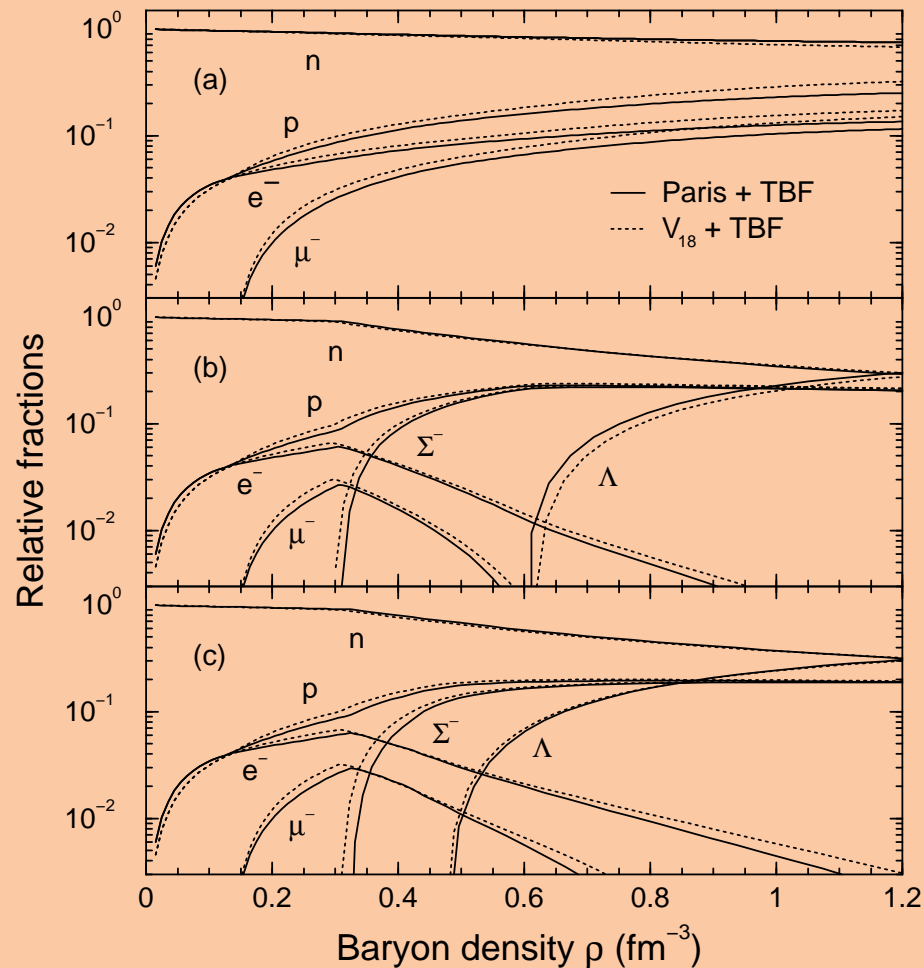 Relative fractions
10⁰
10⁻¹
10⁻²
(a)
n
p
e⁻
μ⁻
Paris + TBF
V₁₈ + TBF
10⁰
10⁻¹
10⁻²
(b)
n
p
e⁻
μ⁻
Σ⁻
Λ
10⁰
10⁻¹
10⁻²
(c)
n
p
e⁻
μ⁻
Σ⁻
Λ
0 0.2 0.4 0.6 0.8 1 1.2
Baryon density ρ (fm⁻³)